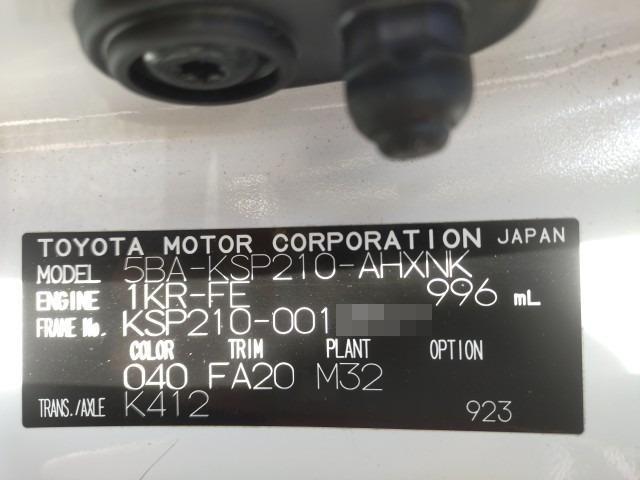 TOYOTA MOTOR CORPORATION JAPAN
MODEL 5BA-KSP210-AHXNK
ENGINE 1KR-FE 996 mL
FRAME No. KSP210-001
COLOR TRIM PLANT OPTION
040 FA20 M32
TRANS./AXLE K412 923